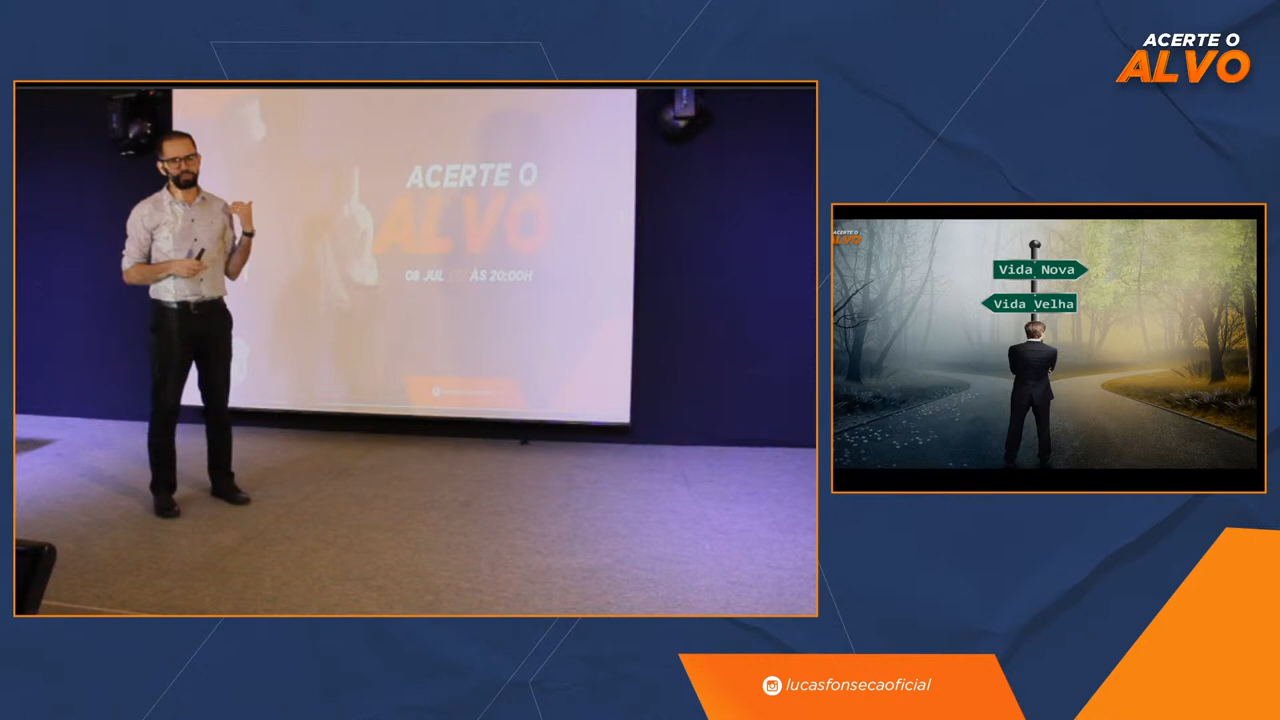 ACERTE O
ALVO
ACERTE O
ALVO
08 JUL
ÀS 20:00H
ACERTE O
ALVO
Vida Nova
Vida Velha
lucasfonsecaoficial